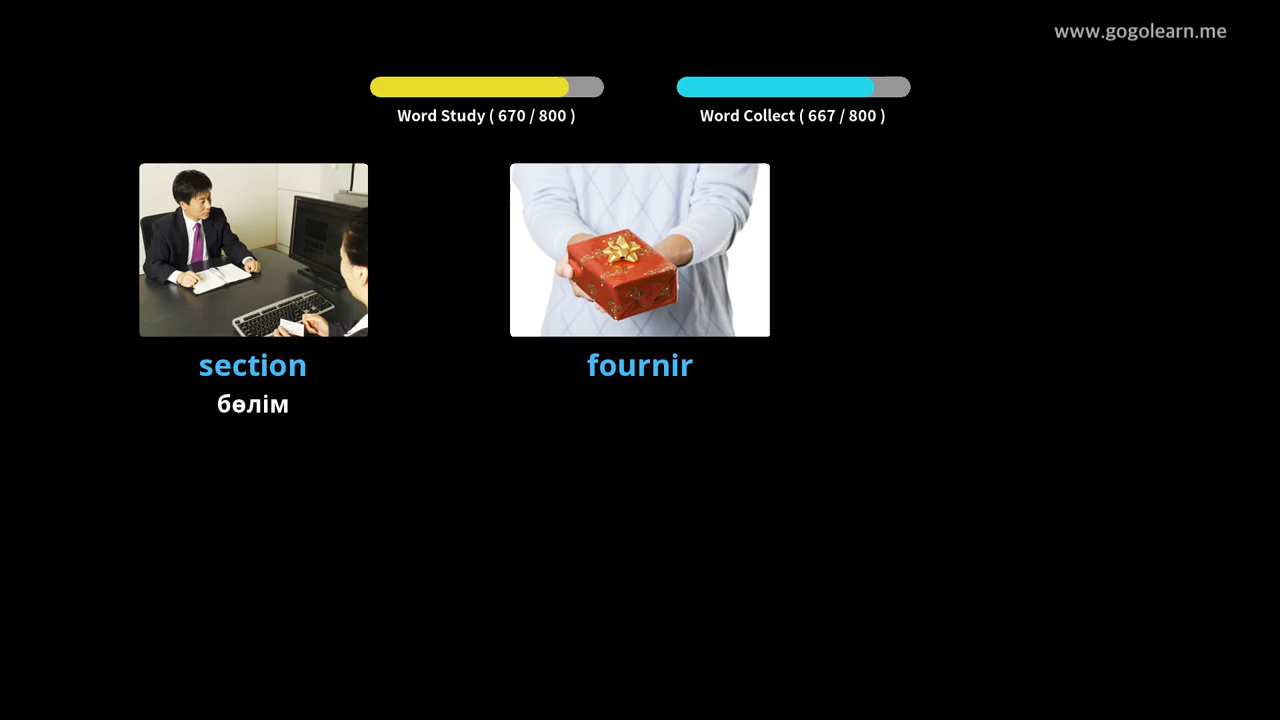 www.gogolearn.me
Word Study ( 670 / 800 )
Word Collect ( 667 / 800 )
section
бөлім
fournir